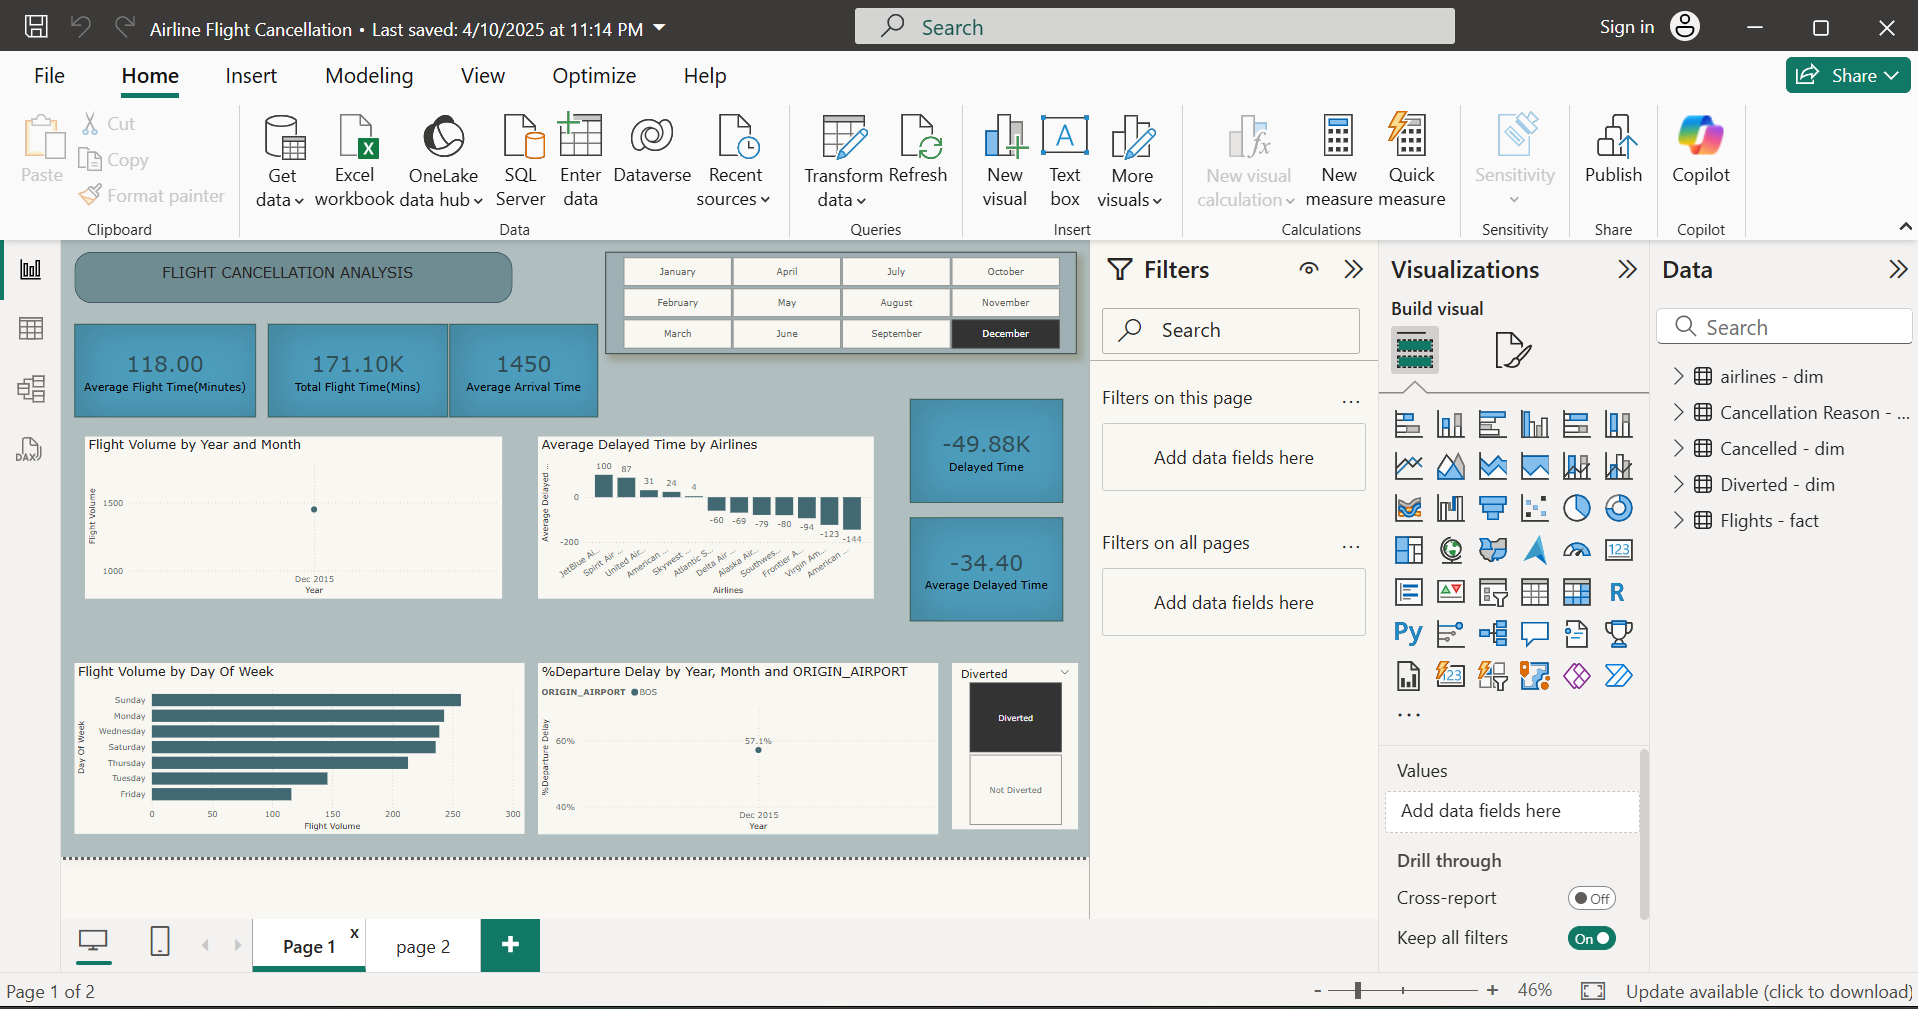 Airline Flight Cancellation • Last saved: 4/10/2025 at 11:14 PM
Search
Sign in
File Home Insert Modeling View Optimize Help
Share
Paste
Cut
Copy
Format painter
Clipboard
Get data
Excel workbook
OneLake data hub
SQL Server
Enter data
Dataverse
Recent sources
Data
Transform data
Refresh
Queries
New visual
Text box
More visuals
Insert
New visual calculation
New measure
Quick measure
Calculations
Sensitivity
Sensitivity
Publish
Share
Copilot
Copilot
FLIGHT CANCELLATION ANALYSIS
January April July October
February May August November
March June September December
118.00
Average Flight Time(Minutes)
171.10K
Total Flight Time(Mins)
1450
Average Arrival Time
Flight Volume by Year and Month
Flight Volume
1500
1000
Dec 2015
Year
Average Delayed Time by Airlines
Average Delayed ...
0
-200
100 87 31 24 4 -60 -69 -79 -80 -94 -123 -144
JetBlue Ai...
Spirit Air ...
United Air...
American ...
Skywest ...
Atlantic S...
Delta Air ...
Alaska Air...
Southwes...
Frontier A...
Virgin Am...
American ...
Airlines
-49.88K
Delayed Time
-34.40
Average Delayed Time
Flight Volume by Day Of Week
Day Of Week
Sunday
Monday
Wednesday
Saturday
Thursday
Tuesday
Friday
0 50 100 150 200 250 300
Flight Volume
%Departure Delay by Year, Month and ORIGIN_AIRPORT
ORIGIN_AIRPORT BOS
%Departure Delay
60%
57.1%
40%
Dec 2015
Year
Diverted
Diverted
Not Diverted
Filters
Search
Filters on this page ...
Add data fields here
Filters on all pages ...
Add data fields here
Visualizations
Build visual
123
R
Py
123
...
Values
Add data fields here
Drill through
Cross-report Off
Keep all filters On
Data
Search
airlines - dim
Cancellation Reason - ...
Cancelled - dim
Diverted - dim
Flights - fact
DAX
Page 1 x
page 2
+
Page 1 of 2
- + 46%
Update available (click to download)